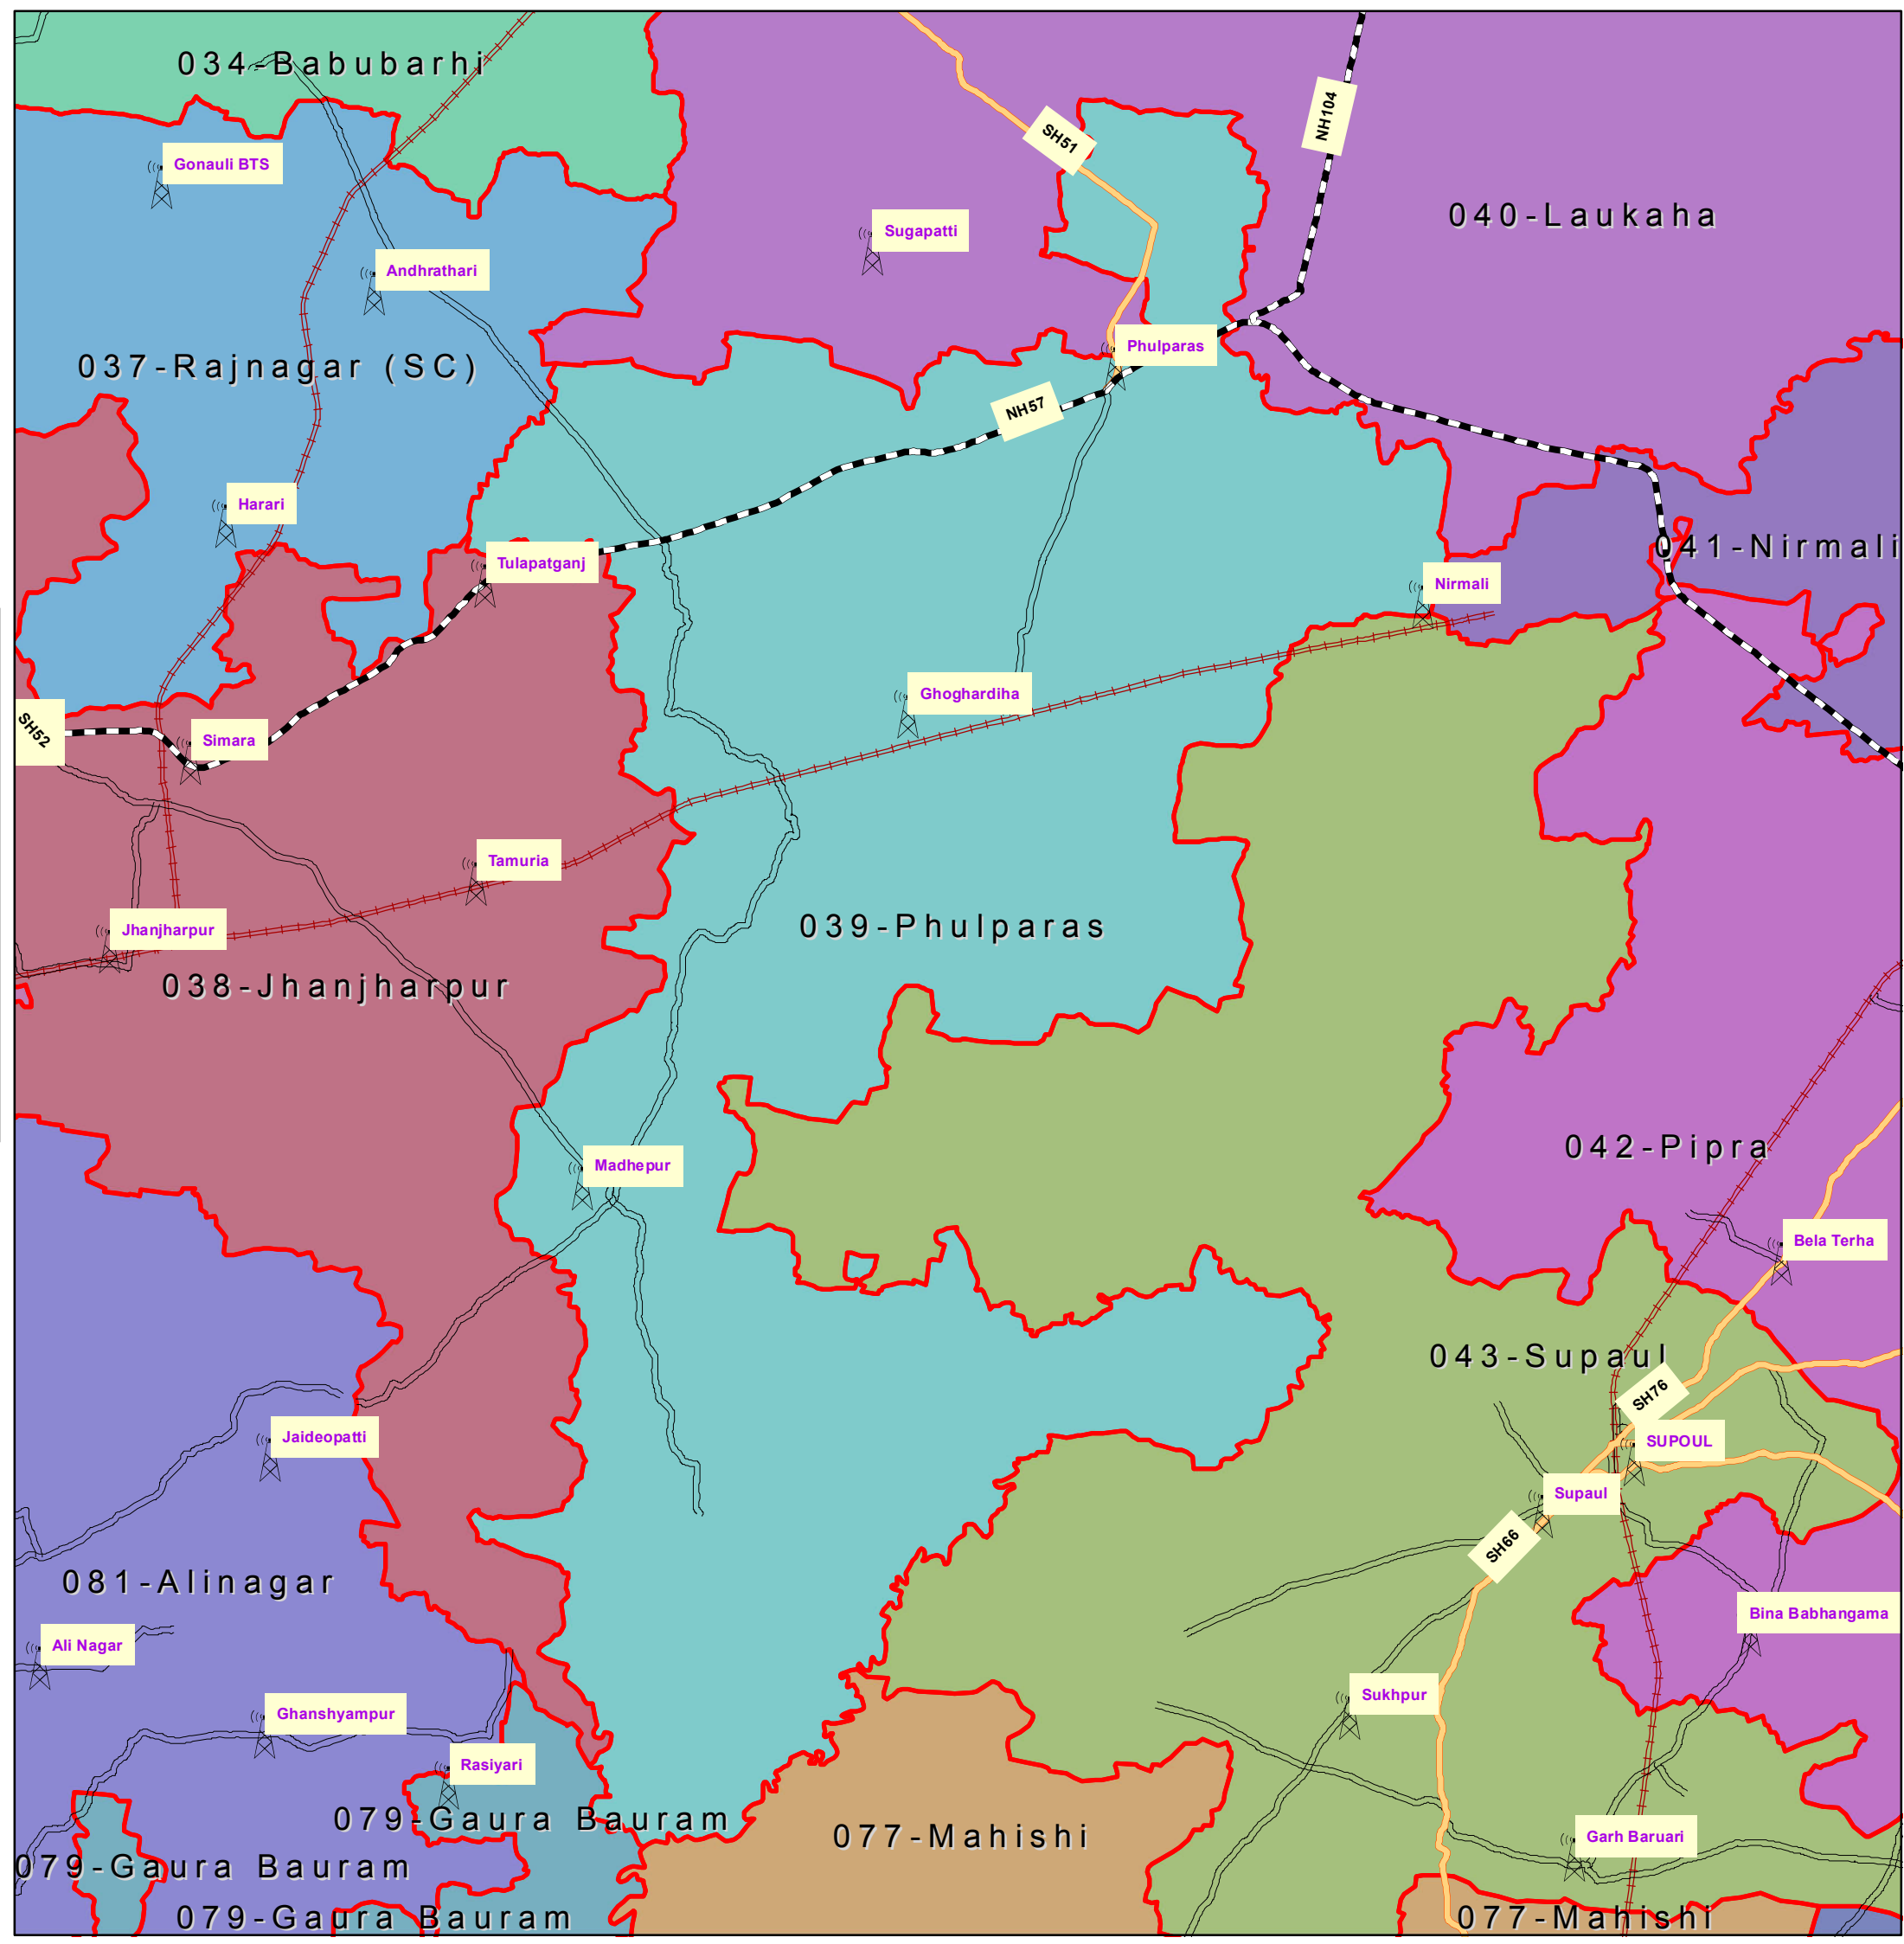 034-Babubarhi
NH104
SH51
Gonauli BTS
040-Laukaha
Sugapatti
Andhrathari
Phulparas
037-Rajnagar (SC)
NH57
Harari
041-Nirmali
Tulapatganj
Nirmali
Ghoghardiha
SH52
Simara
Tamuria
039-Phulparas
Jhanjharpur
038-Jhanjharpur
042-Pipra
Madhepur
Bela Terha
043-Supaul
SH76
Jaideopatti
SUPOUL
Supaul
SH66
081-Alinagar
Bina Babhangama
Ali Nagar
Sukhpur
Ghanshyampur
Rasiyari
079-Gaura Bauram
077-Mahishi
Garh Baruari
079-Gaura Bauram
079-Gaura Bauram
077-Mahishi